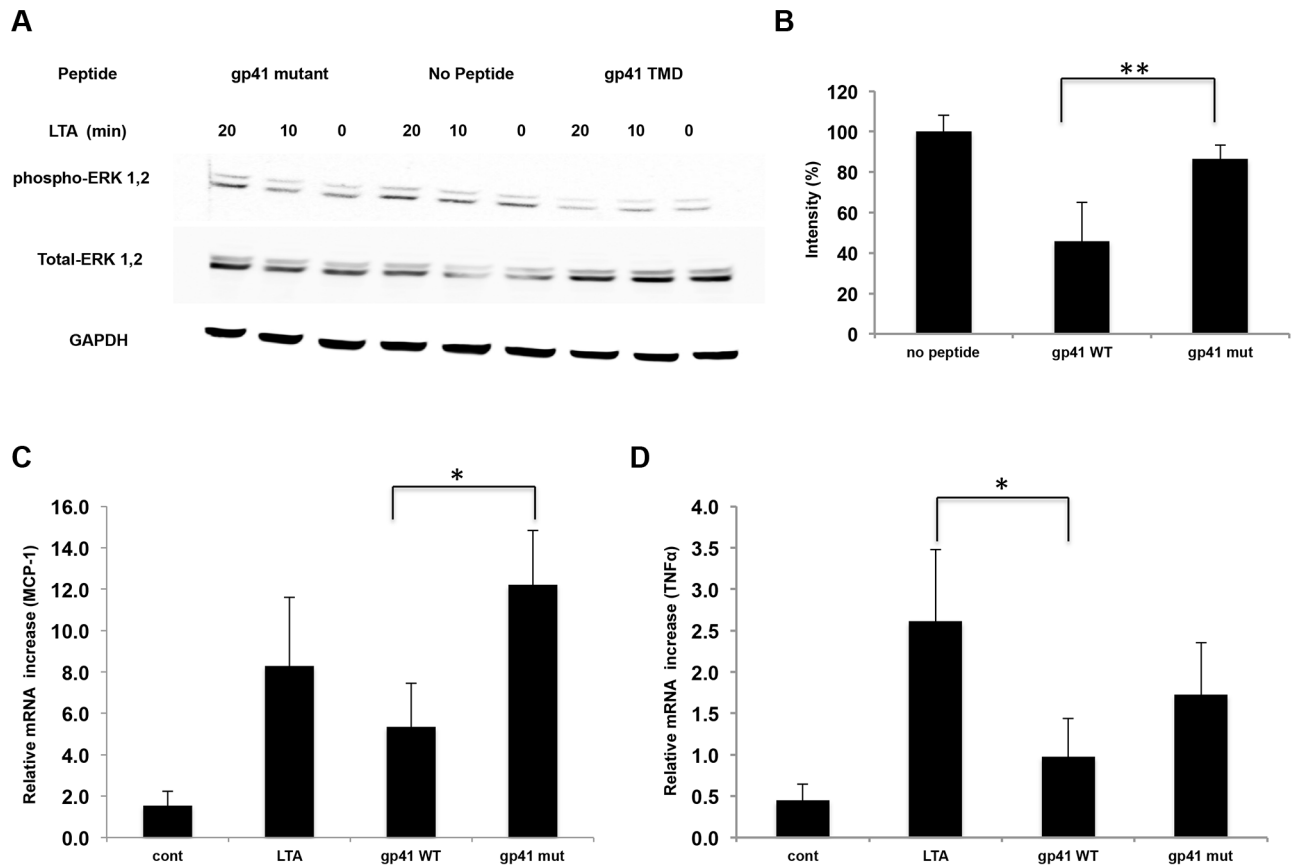 A
Peptide gp41 mutant No Peptide gp41 TMD
LTA (min) 20 10 0 20 10 0 20 10 0
phospho-ERK 1,2
Total-ERK 1,2
GAPDH
B
**
Intensity (%)
120
100
80
60
40
20
0
no peptide gp41 WT gp41 mut
C
*
Relative mRNA increase (MCP-1)
16.0
14.0
12.0
10.0
8.0
6.0
4.0
2.0
0.0
cont LTA gp41 WT gp41 mut
D
*
Relative mRNA increase (TNFα)
4.0
3.5
3.0
2.5
2.0
1.5
1.0
0.5
0.0
cont LTA gp41 WT gp41 mut